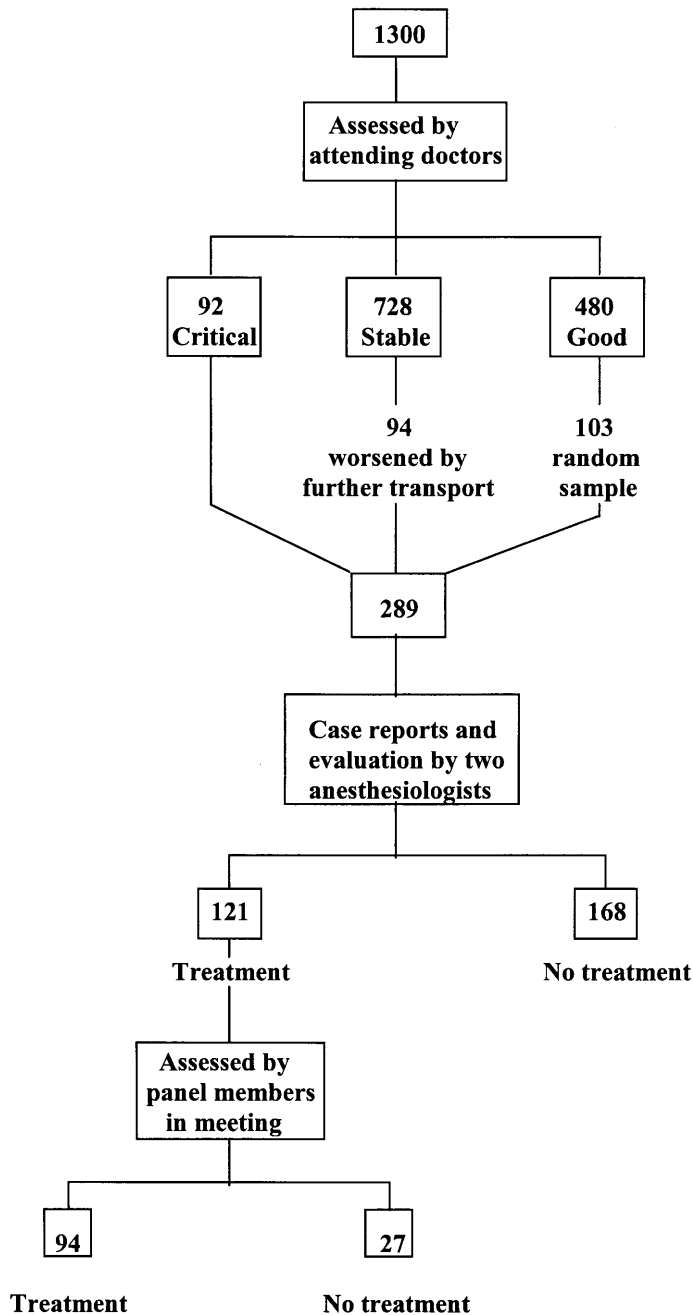 1300
Assessed by
attending doctors
92
Critical
728
Stable
480
Good
94
worsened by
further transport
103
random
sample
289
Case reports and
evaluation by two
anesthesiologists
121
168
Treatment
No treatment
Assessed by
panel members
in meeting
94
27
Treatment
No treatment